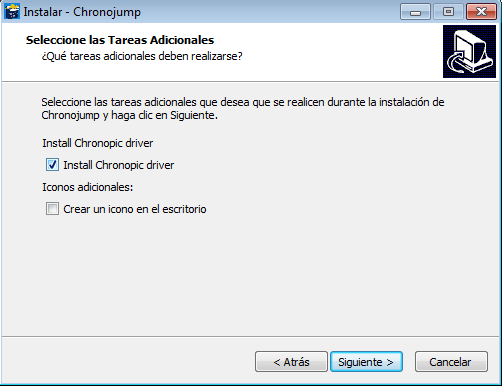 Instalar - Chronojump
Seleccione las Tareas Adicionales
¿Qué tareas adicionales deben realizarse?
Seleccione las tareas adicionales que desea que se realicen durante la instalación de
Chronojump y haga clic en Siguiente.
Install Chronopic driver
Install Chronopic driver
Iconos adicionales:
Crear un icono en el escritorio
< Atrás
Siguiente >
Cancelar